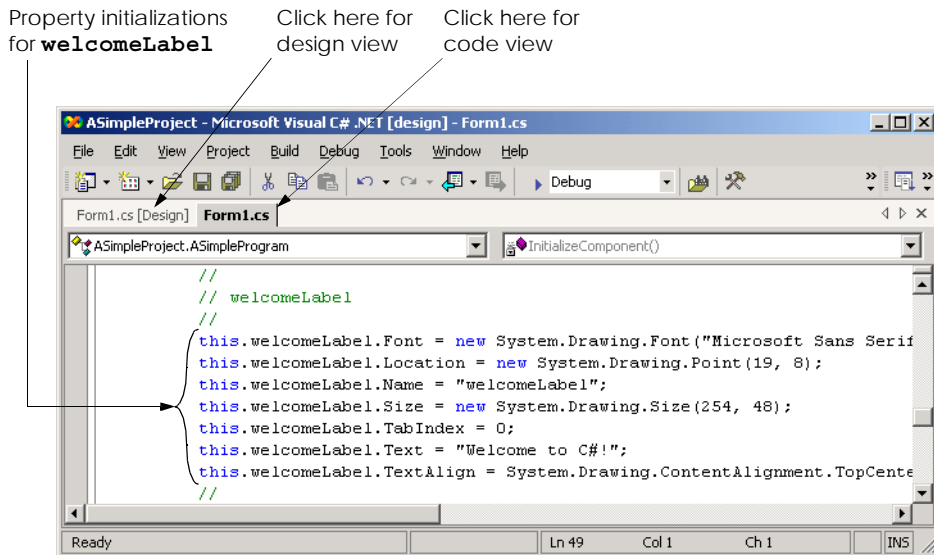 Property initializations
for welcomeLabel
Click here for
design view
Click here for
code view
ASimpleProject - Microsoft Visual C# .NET [design] - Form1.cs
File Edit View Project Build Debug Tools Window Help
Debug
Form1.cs [Design] Form1.cs
ASimpleProject.ASimpleProgram InitializeComponent()
//
// welcomeLabel
//
this.welcomeLabel.Font = new System.Drawing.Font("Microsoft Sans Serif
this.welcomeLabel.Location = new System.Drawing.Point(19, 8);
this.welcomeLabel.Name = "welcomeLabel";
this.welcomeLabel.Size = new System.Drawing.Size(254, 48);
this.welcomeLabel.TabIndex = 0;
this.welcomeLabel.Text = "Welcome to C#!";
this.welcomeLabel.TextAlign = System.Drawing.ContentAlignment.TopCente
//
Ready Ln 49 Col 1 Ch 1 INS